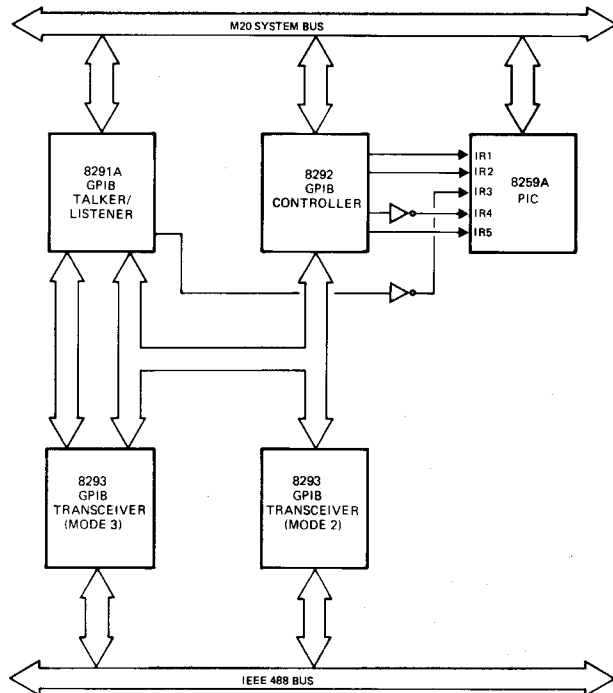 M20 SYSTEM BUS
8291A
GPIB
TALKER/
LISTENER
8292
GPIB
CONTROLLER
IR1
IR2
IR3
IR4
IR5
8259A
PIC
8293
GPIB
TRANSCEIVER
(MODE 3)
8293
GPIB
TRANSCEIVER
(MODE 2)
IEEE 488 BUS